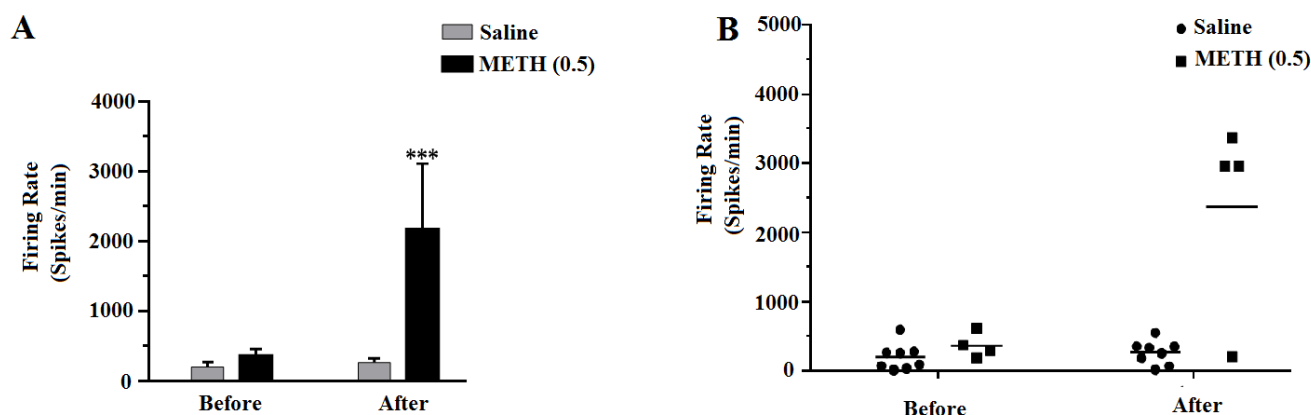 A
Saline
METH (0.5)
Firing Rate
(Spikes/min)
4000
3000
2000
1000
0
***
Before
After
B
Saline
METH (0.5)
Firing Rate
(Spikes/min)
5000
4000
3000
2000
1000
0
Before
After